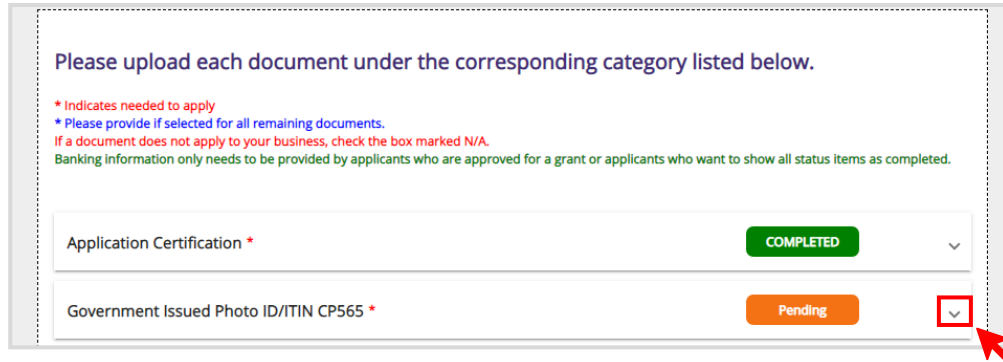 Please upload each document under the corresponding category listed below.
* Indicates needed to apply
* Please provide if selected for all remaining documents.
If a document does not apply to your business, check the box marked N/A.
Banking information only needs to be provided by applicants who are approved for a grant or applicants who want to show all status items as completed.
Application Certification * COMPLETED
Government Issued Photo ID/ITIN CP565 * Pending